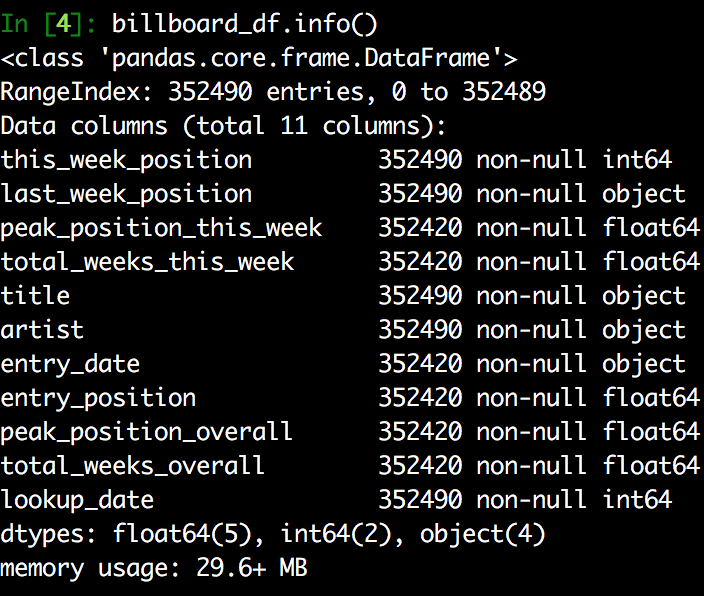 In [4]: billboard_df.info()
<class 'pandas.core.frame.DataFrame'>
RangeIndex: 352490 entries, 0 to 352489
Data columns (total 11 columns):
this_week_position         352490 non-null int64
last_week_position         352490 non-null object
peak_position_this_week    352420 non-null float64
total_weeks_this_week      352420 non-null float64
title                      352490 non-null object
artist                     352490 non-null object
entry_date                 352420 non-null object
entry_position             352420 non-null float64
peak_position_overall      352420 non-null float64
total_weeks_overall        352420 non-null float64
lookup_date                352490 non-null int64
dtypes: float64(5), int64(2), object(4)
memory usage: 29.6+ MB